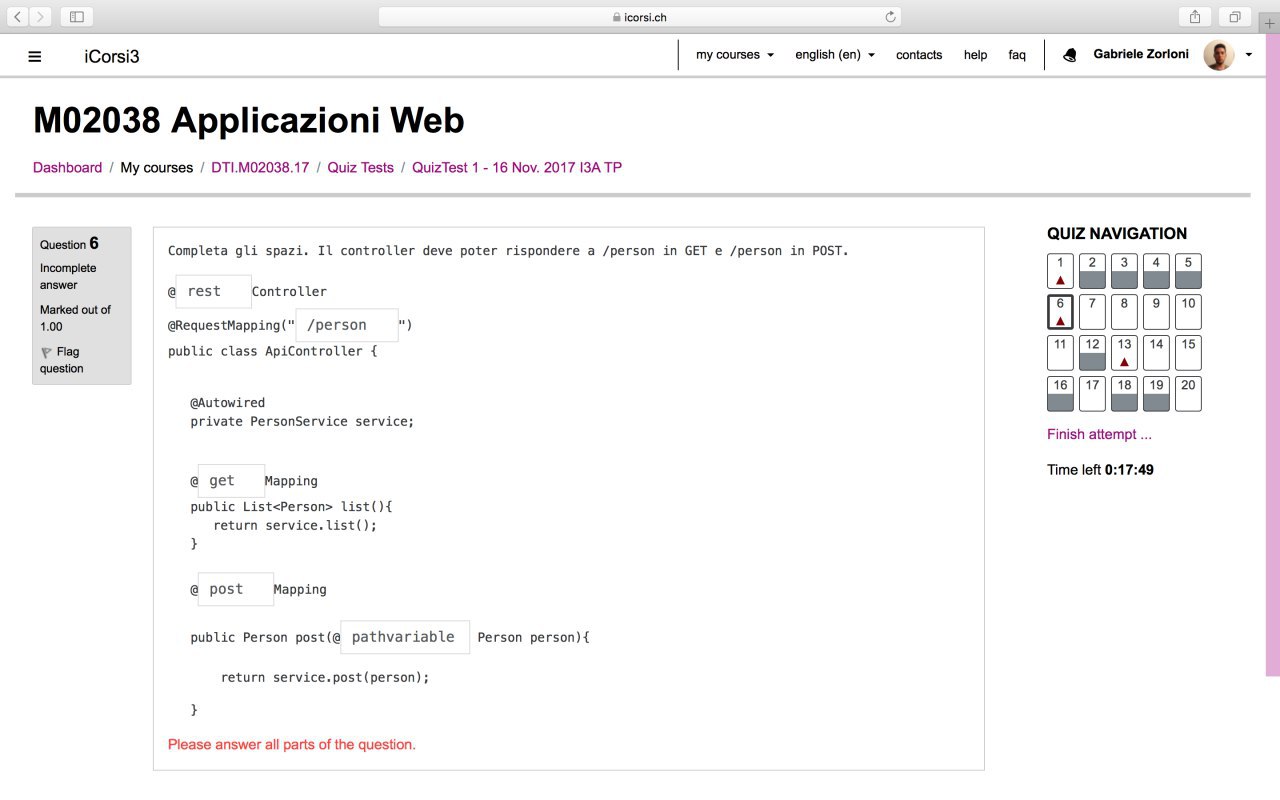 icorsi.ch
iCorsi3
my courses english (en) contacts help faq Gabriele Zorloni
M02038 Applicazioni Web
Dashboard / My courses / DTI.M02038.17 / Quiz Tests / QuizTest 1 - 16 Nov. 2017 I3A TP
Question 6
Incomplete
answer
Marked out of
1.00
Flag
question
Completa gli spazi. Il controller deve poter rispondere a /person in GET e /person in POST.
@ rest Controller
@RequestMapping(" /person ")
public class ApiController {
@Autowired
private PersonService service;
@ get Mapping
public List<Person> list(){
return service.list();
}
@ post Mapping
public Person post(@ pathvariable Person person){
return service.post(person);
}
Please answer all parts of the question.
QUIZ NAVIGATION
1 2 3 4 5
6 7 8 9 10
11 12 13 14 15
16 17 18 19 20
Finish attempt ...
Time left 0:17:49